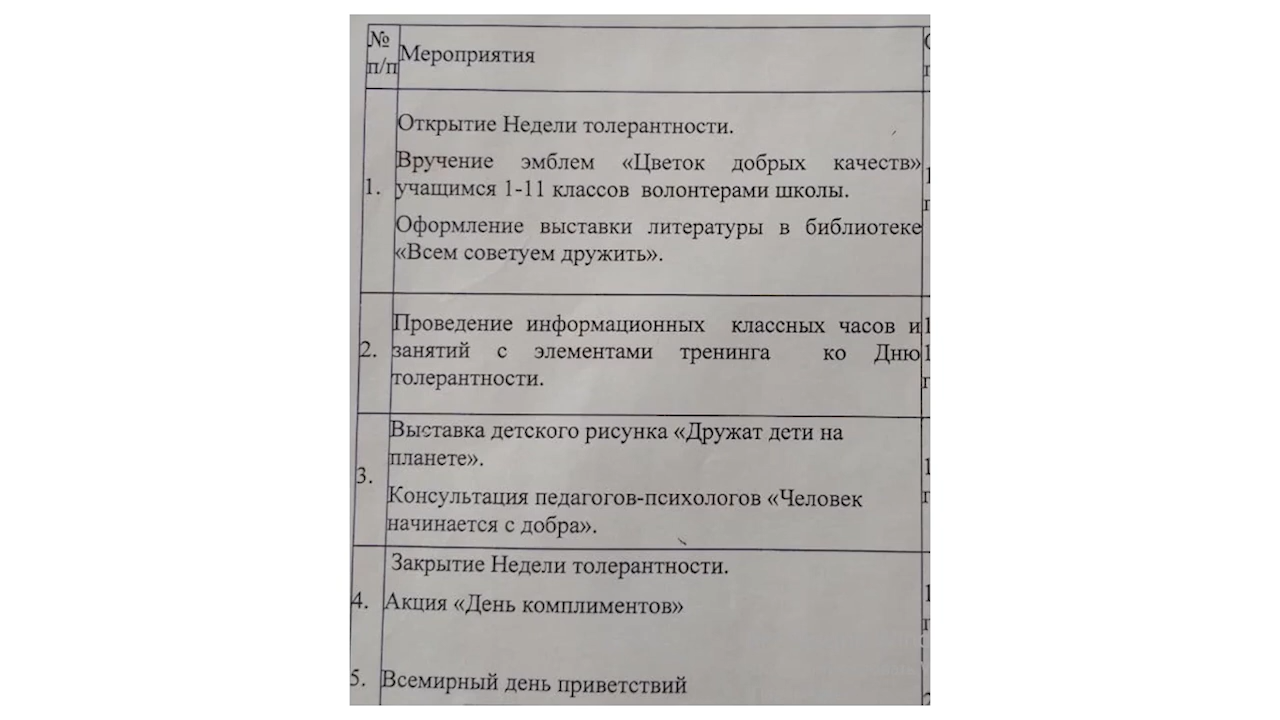 №
п/п
Мероприятия
Открытие Недели толерантности.
Вручение эмблем «Цветок добрых качеств»
1. учащимся 1-11 классов волонтерами школы.
Оформление выставки литературы в библиотеке
«Всем советуем дружить».
Проведение информационных классных часов и
2. занятий с элементами тренинга ко Дню
толерантности.
Выставка детского рисунка «Дружат дети на
планете».
3.
Консультация педагогов-психологов «Человек
начинается с добра».
Закрытие Недели толерантности.
4. Акция «День комплиментов»
5. Всемирный день приветствий